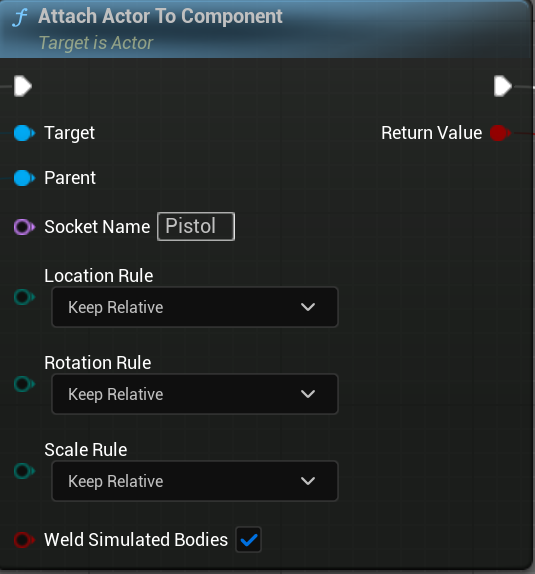 f Attach Actor To Component
Target is Actor
Target
Return Value
Parent
Socket Name Pistol
Location Rule
Keep Relative
Rotation Rule
Keep Relative
Scale Rule
Keep Relative
Weld Simulated Bodies